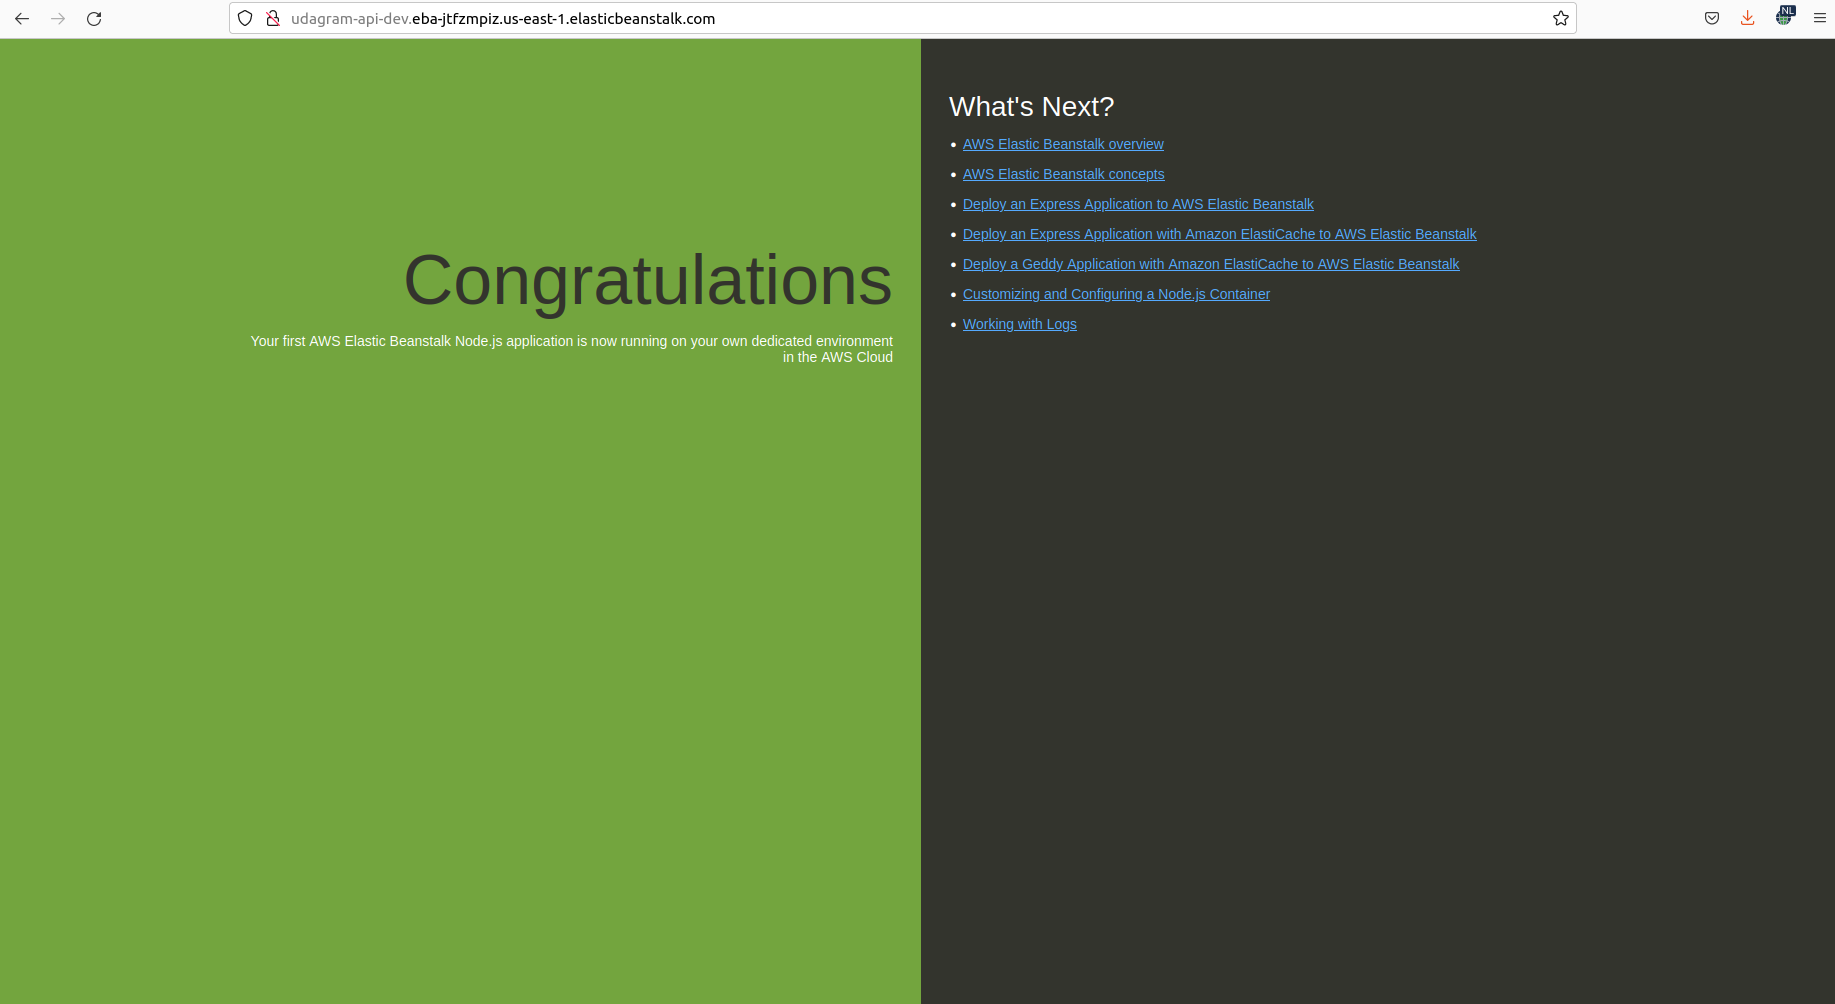 udagram-api-dev.eba-jtfzmpiz.us-east-1.elasticbeanstalk.com
NL
Congratulations
Your first AWS Elastic Beanstalk Node.js application is now running on your own dedicated environment
in the AWS Cloud
What's Next?
AWS Elastic Beanstalk overview
AWS Elastic Beanstalk concepts
Deploy an Express Application to AWS Elastic Beanstalk
Deploy an Express Application with Amazon ElastiCache to AWS Elastic Beanstalk
Deploy a Geddy Application with Amazon ElastiCache to AWS Elastic Beanstalk
Customizing and Configuring a Node.js Container
Working with Logs